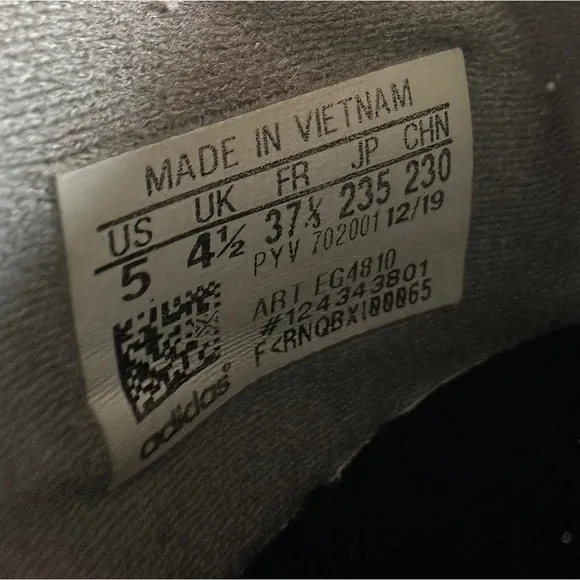 MADE IN VIETNAM
US UK FR JP CHN
5 4½ 37⅓ 235 230
PYV 702001 12/19
ART EG4810
#124343801
F<RNQBX100065
adidas®